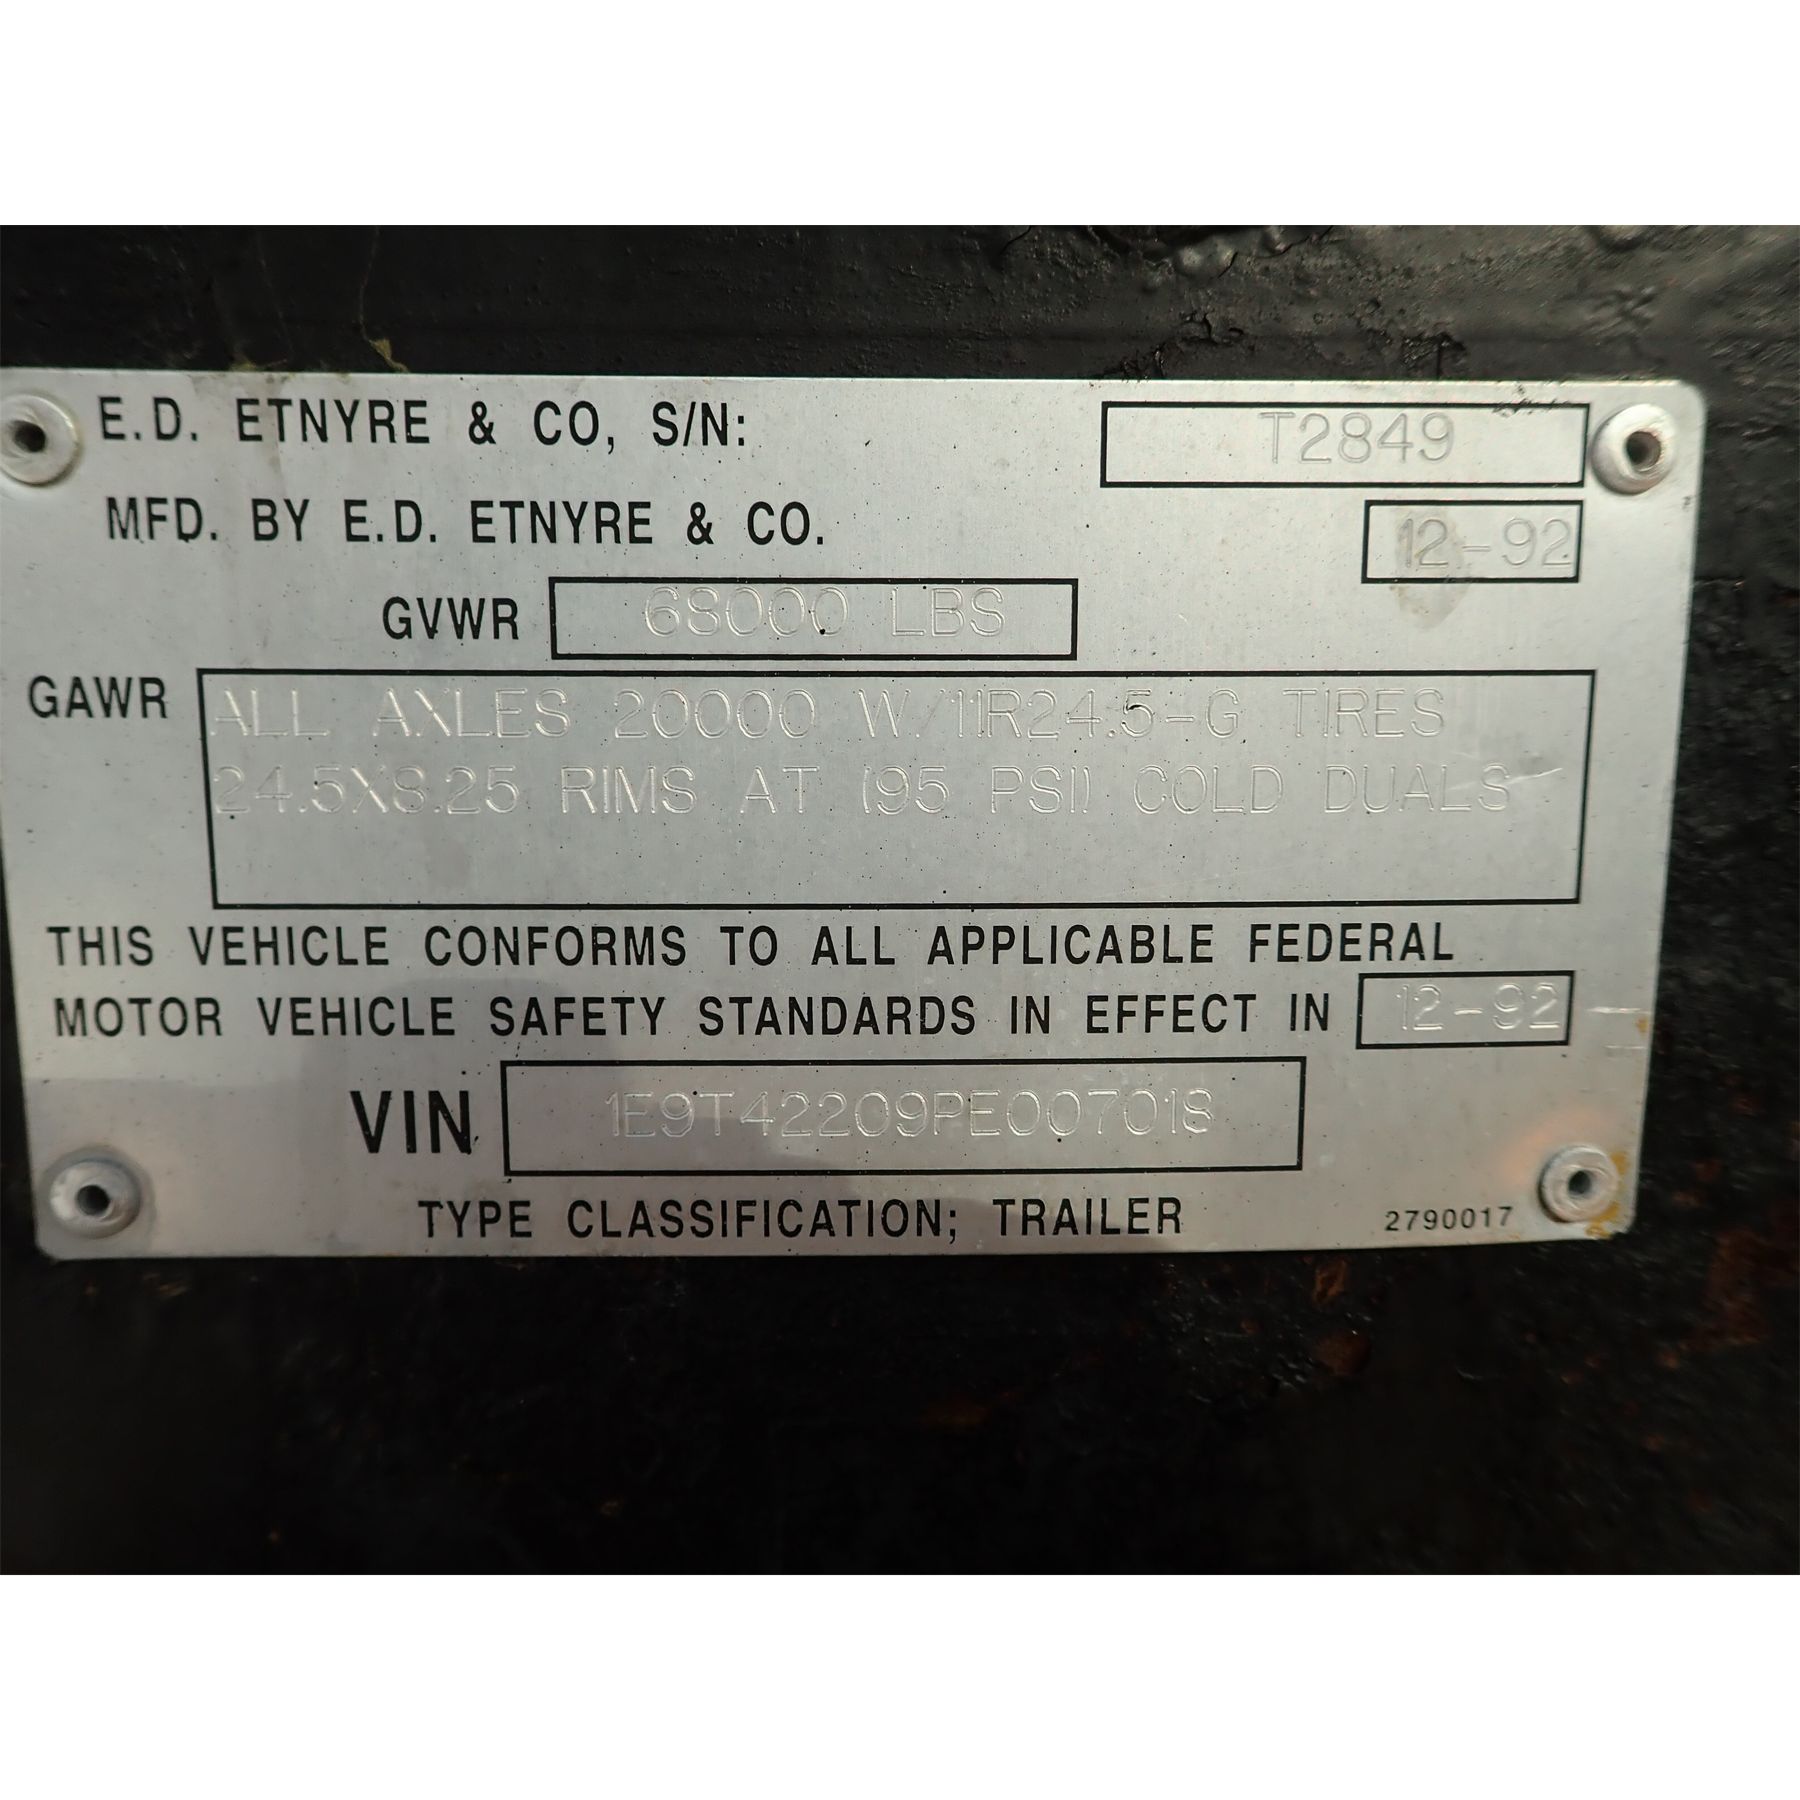 E.D. ETNYRE & CO, S/N: T2849
MFD. BY E.D. ETNYRE & CO. 12-92
GVWR 68000 LBS
GAWR ALL AXLES 20000 W/11R24.5-G TIRES
24.5X8.25 RIMS AT (95 PSI) COLD DUALS
THIS VEHICLE CONFORMS TO ALL APPLICABLE FEDERAL
MOTOR VEHICLE SAFETY STANDARDS IN EFFECT IN 12-92
VIN 1E9T42209PE007018
TYPE CLASSIFICATION; TRAILER 2790017